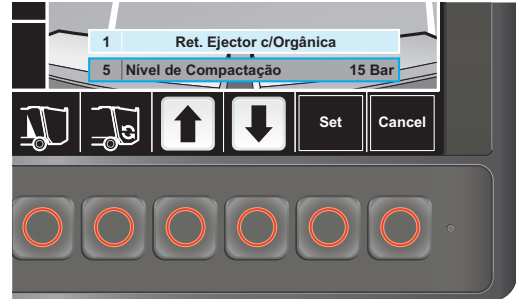 1 Ret. Ejector c/Orgânica
5 Nível de Compactação 15 Bar
Set Cancel